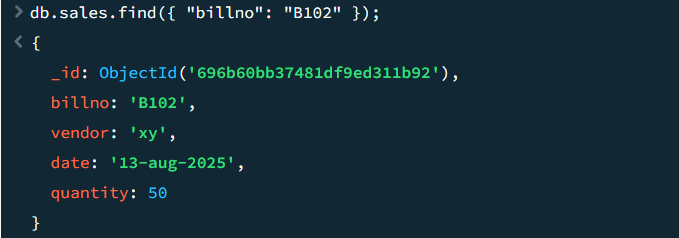 > db.sales.find({ "billno": "B102" });
< {
_id: ObjectId('696b60bb37481df9ed311b92'),
billno: 'B102',
vendor: 'xy',
date: '13-aug-2025',
quantity: 50
}